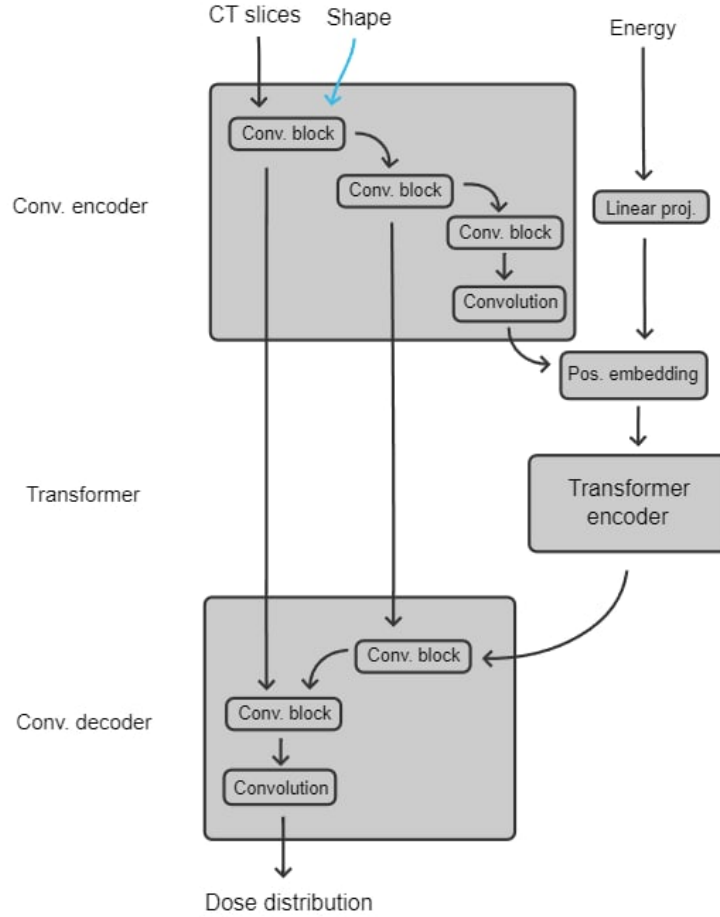 CT slices
Shape
Energy
Conv. block
Conv. block
Conv. encoder
Linear proj.
Conv. block
Convolution
Pos. embedding
Transformer
Transformer
encoder
Conv. block
Conv. decoder
Conv. block
Convolution
Dose distribution